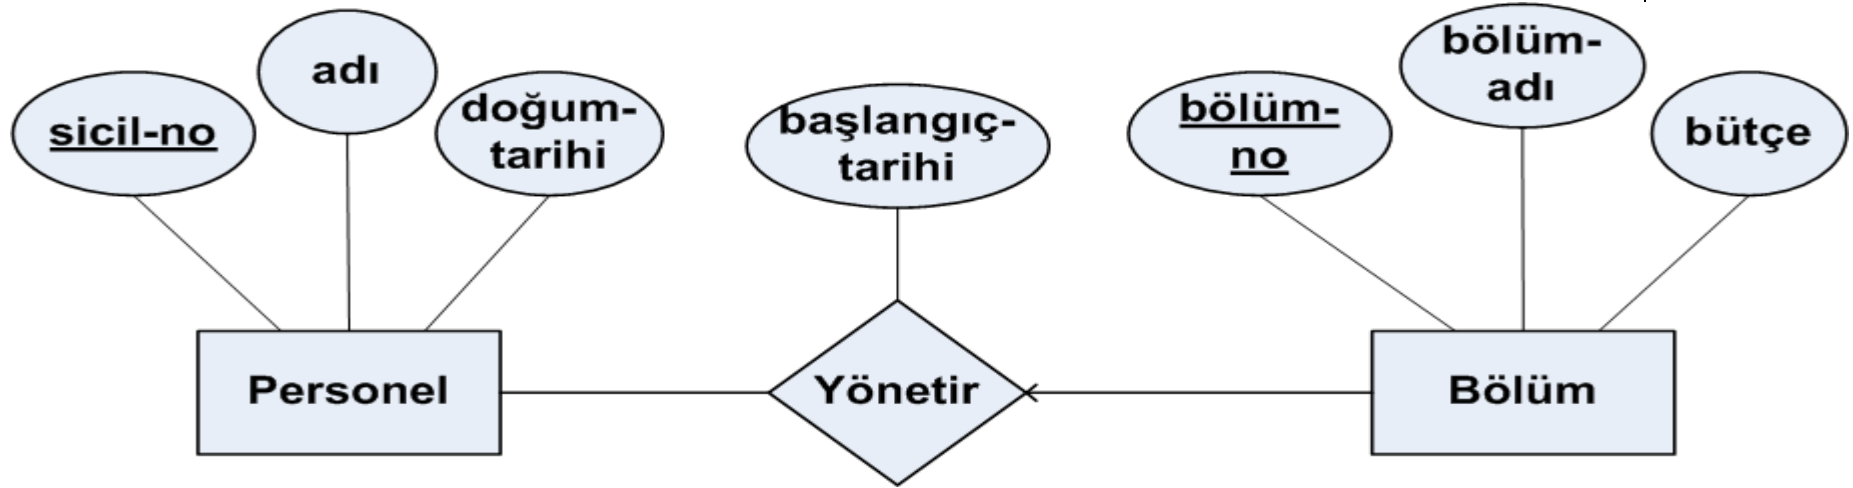 sicil-no
adı
doğum-
tarihi
başlangıç-
tarihi
bölüm-
no
bölüm-
adı
bütçe
Personel
Yönetir
Bölüm